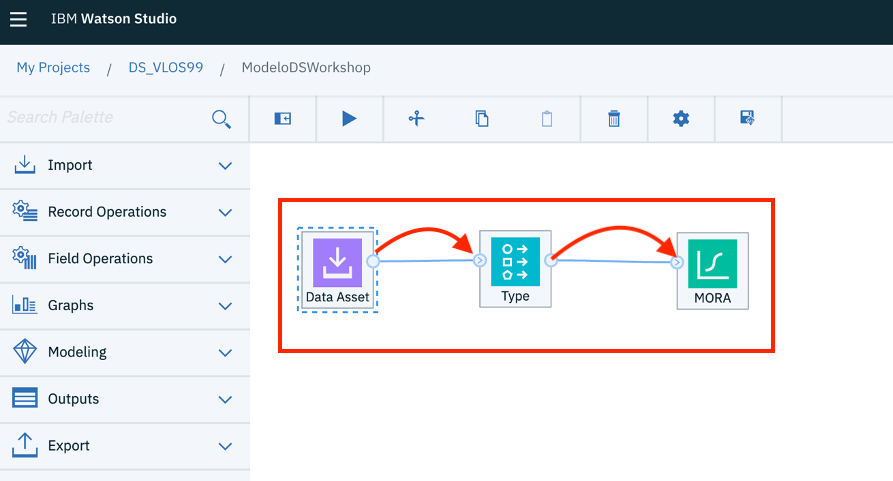 IBM Watson Studio
My Projects / DS_VLOS99 / ModeloDSWorkshop
Search Palette
Import
Record Operations
Field Operations
Graphs
Modeling
Outputs
Export
Data Asset
Type
MORA